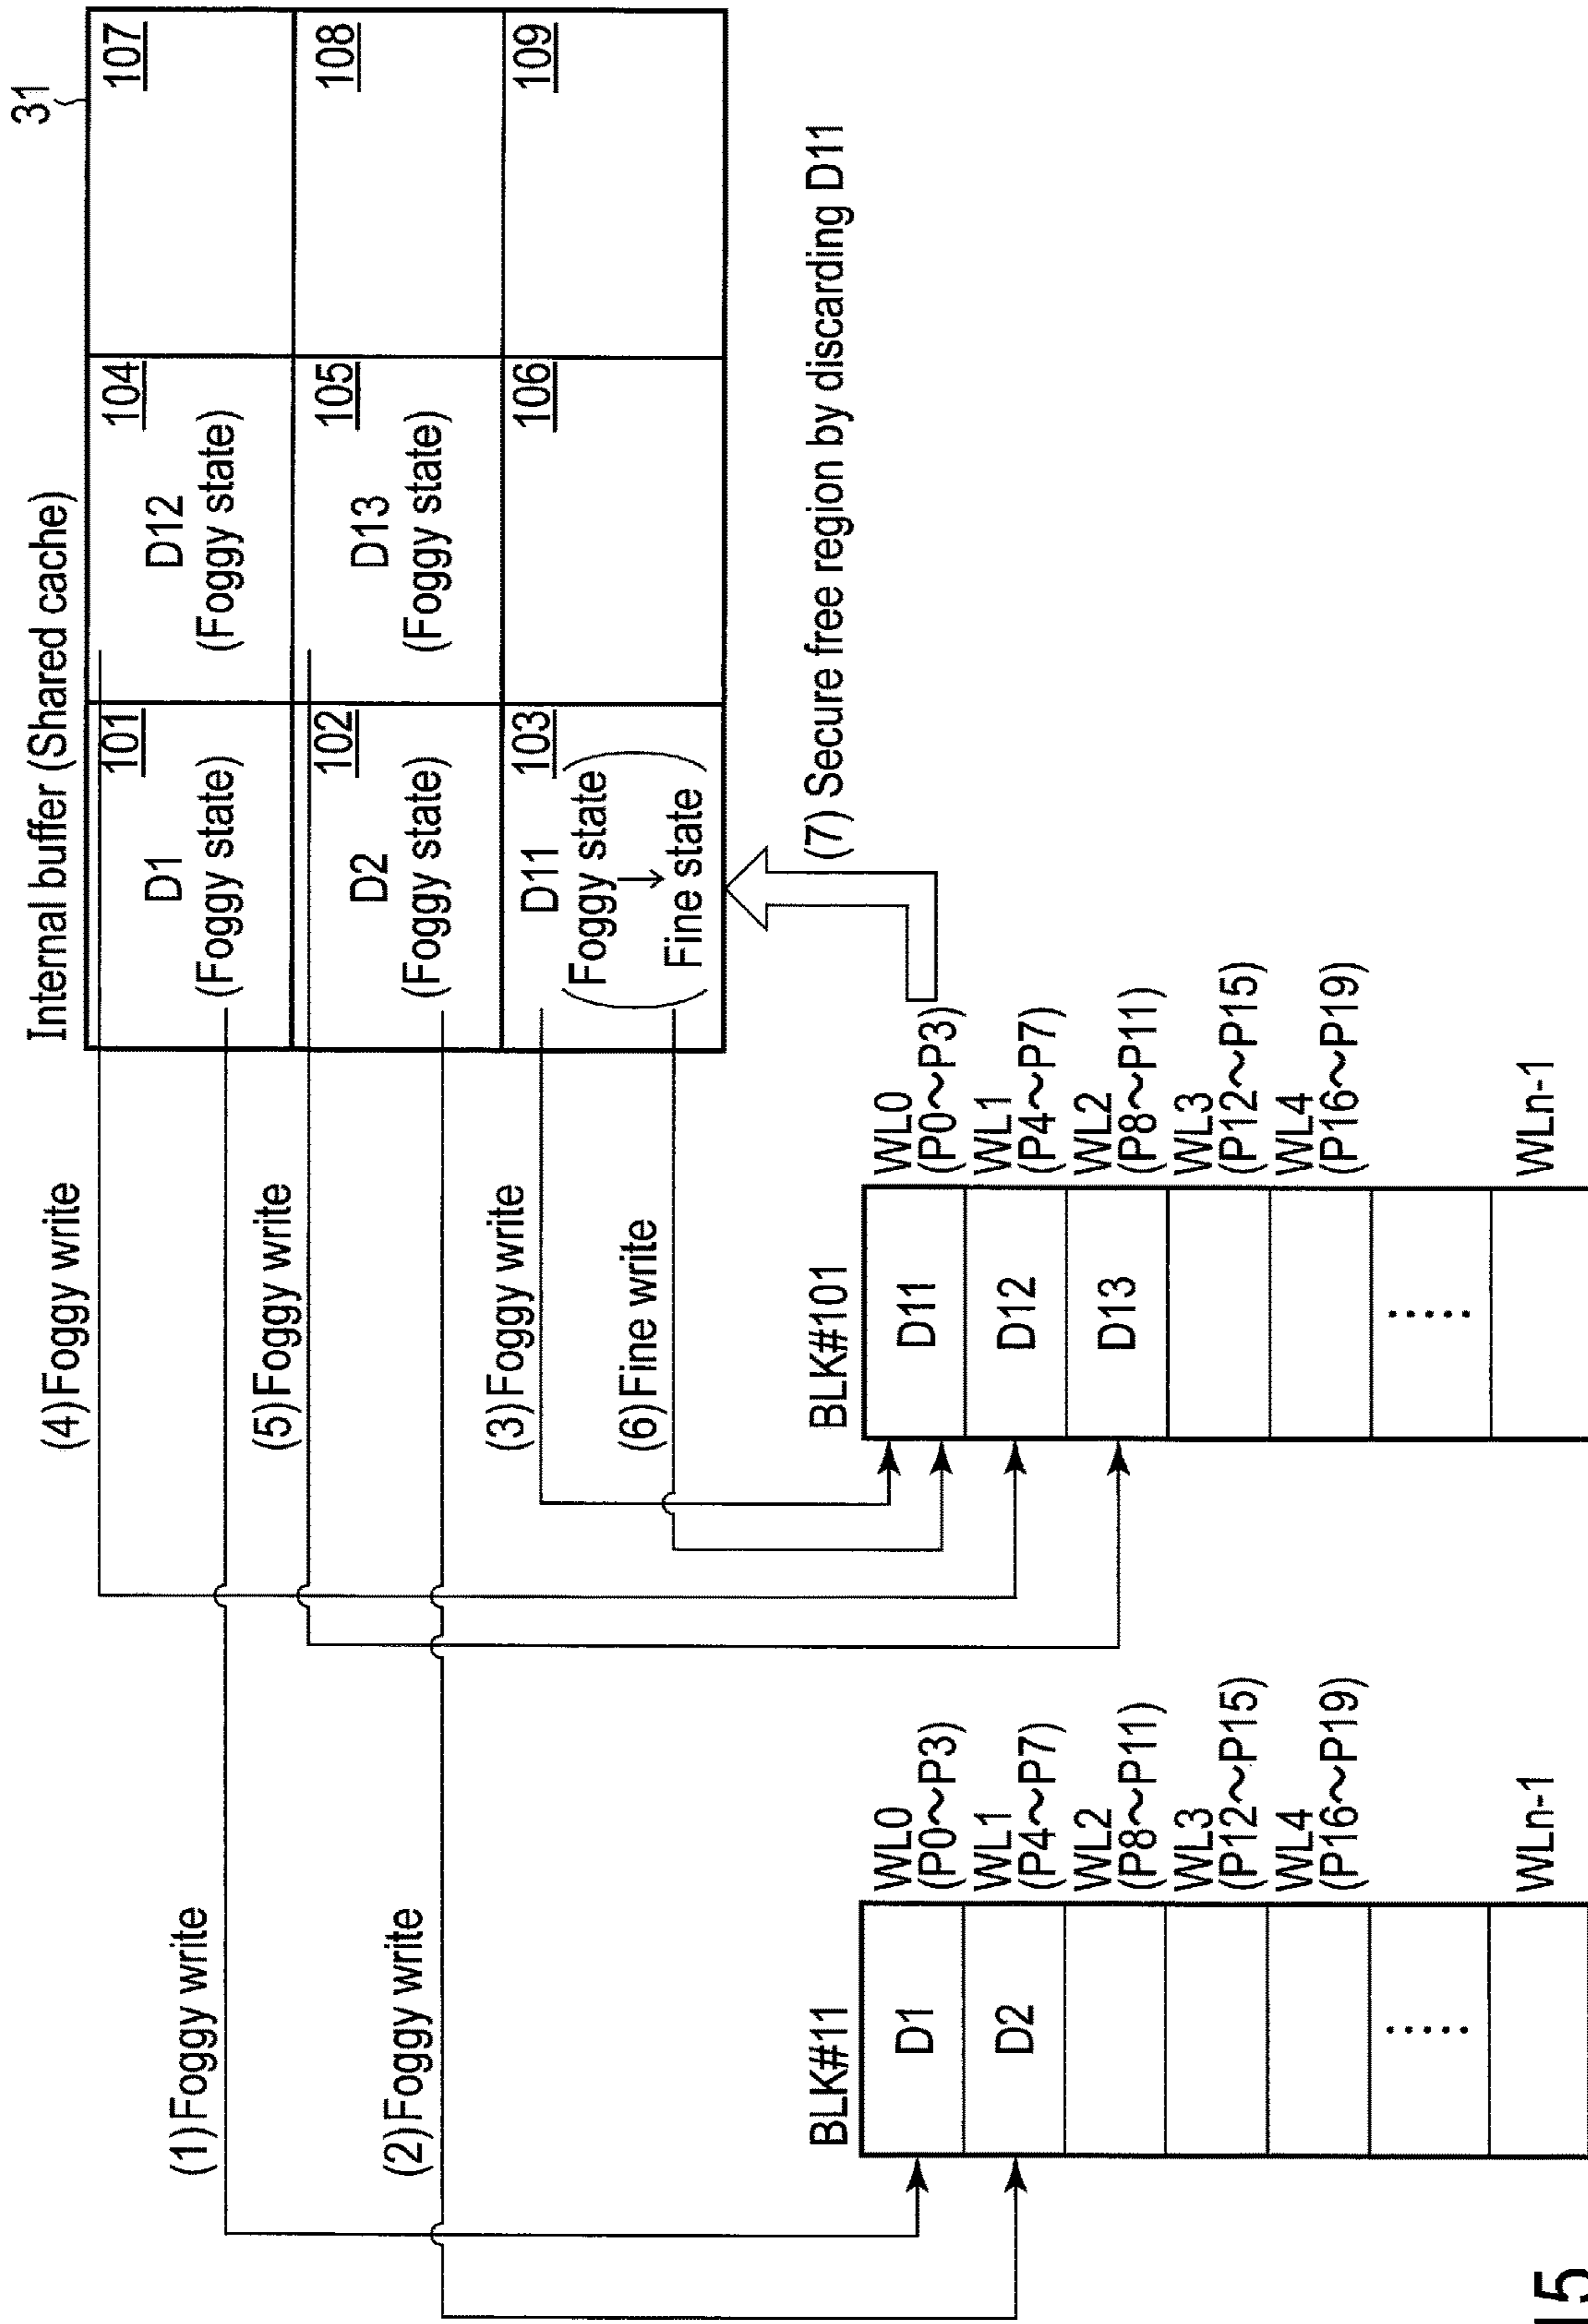 Internal buffer (Shared cache)
31
101
D1
(Foggy state)
104
D12
(Foggy state)
107
102
D2
(Foggy state)
105
D13
(Foggy state)
108
103
D11
(Foggy state
↓
Fine state)
106
109
(1)Foggy write
(2)Foggy write
(4)Foggy write
(5)Foggy write
(3)Foggy write
(6)Fine write
(7) Secure free region by discarding D11
BLK#11
D1
WL0
(P0～P3)
D2
WL1
(P4～P7)
WL2
(P8～P11)
WL3
(P12～P15)
WL4
(P16～P19)
.....
WLn-1
BLK#101
D11
WL0
(P0～P3)
D12
WL1
(P4～P7)
D13
WL2
(P8～P11)
WL3
(P12～P15)
WL4
(P16～P19)
.....
WLn-1